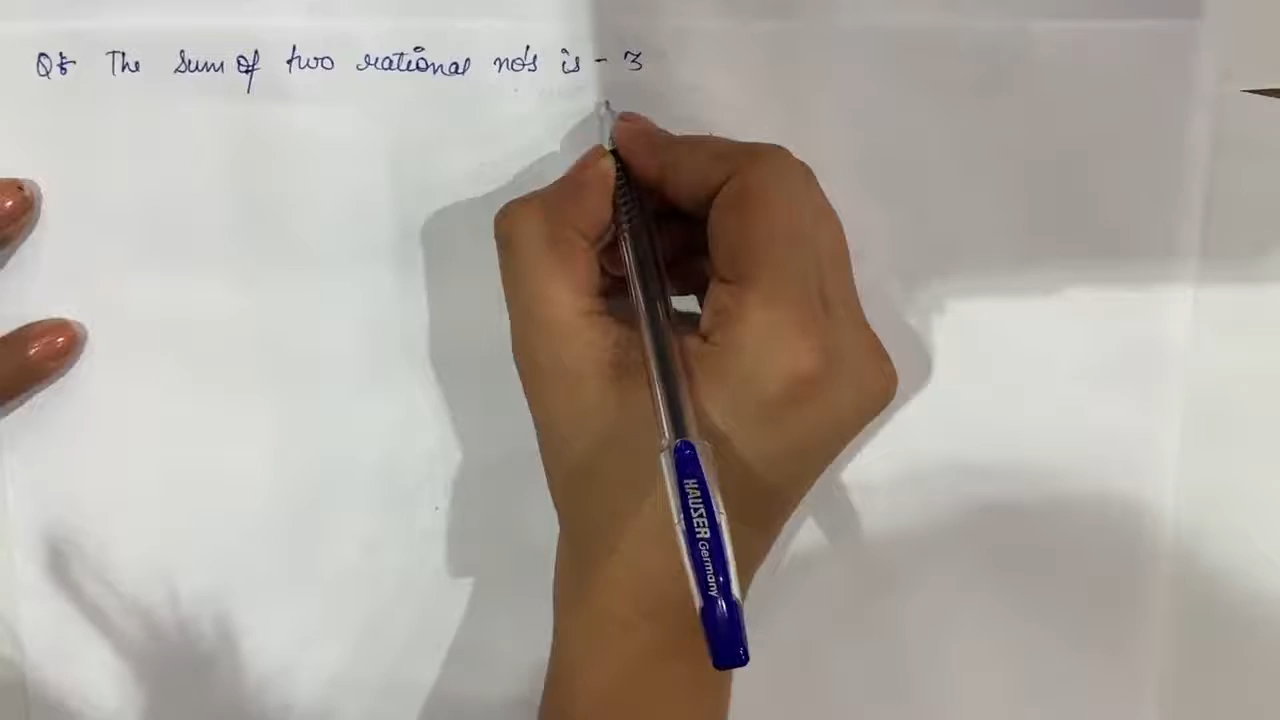 Q5 The sum of two rational no's is - 3
HAUSER Germany